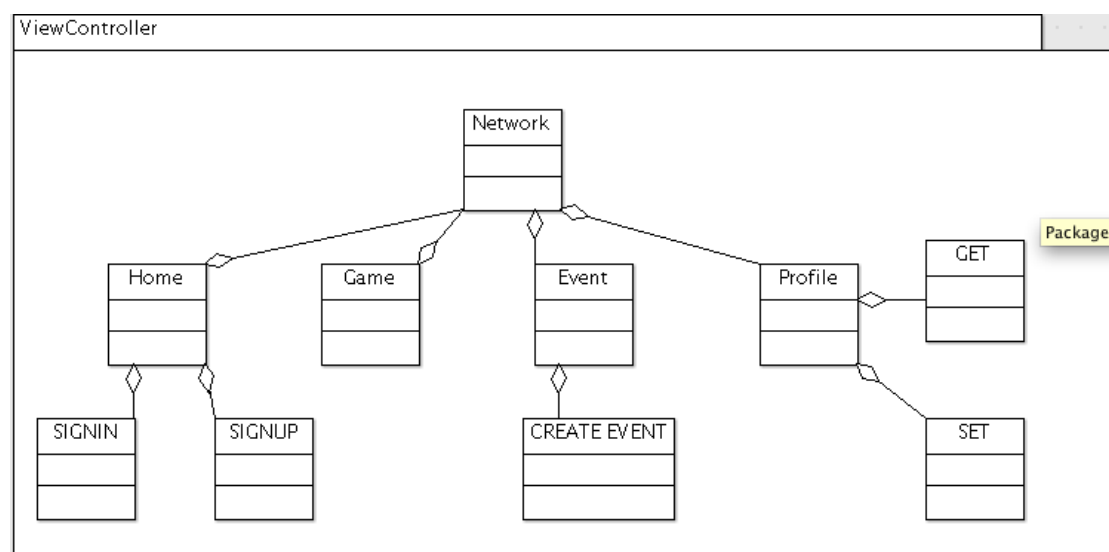 ViewController
Network
Package
Home
Game
Event
Profile
GET
SIGNIN
SIGNUP
CREATE EVENT
SET